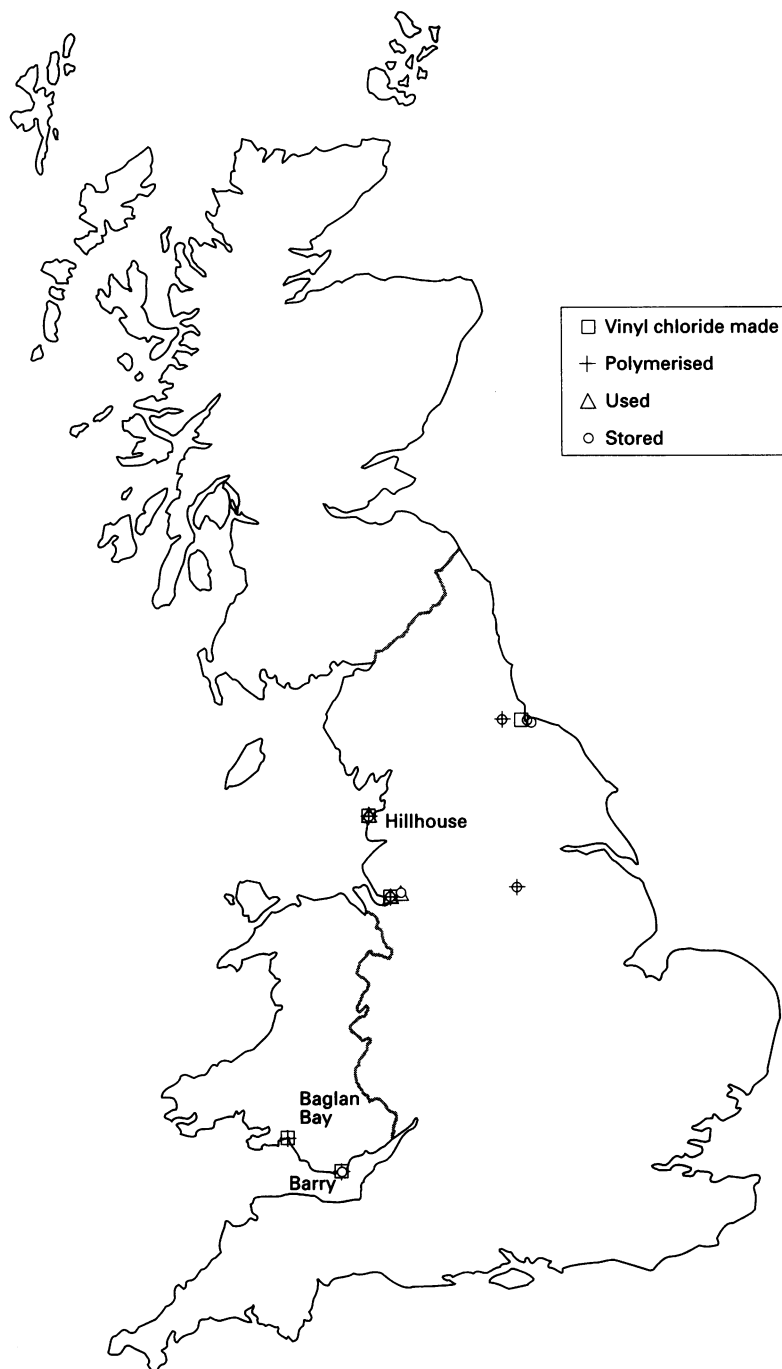 Vinyl chloride made
Polymerised
Used
Stored
Hillhouse
Baglan
Bay
Barry